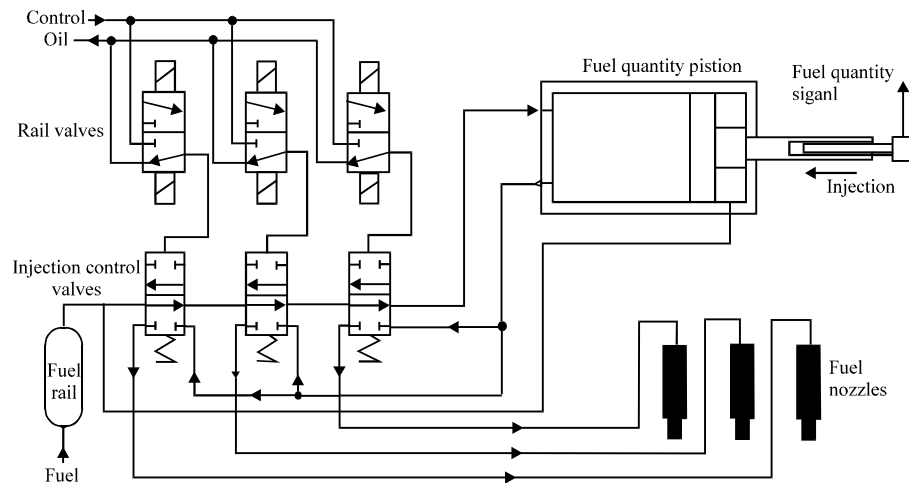 Control
Oil
Rail valves
Injection control
valves
Fuel
rail
Fuel
Fuel quantity pistion
Fuel quantity
siganl
Injection
Fuel
nozzles